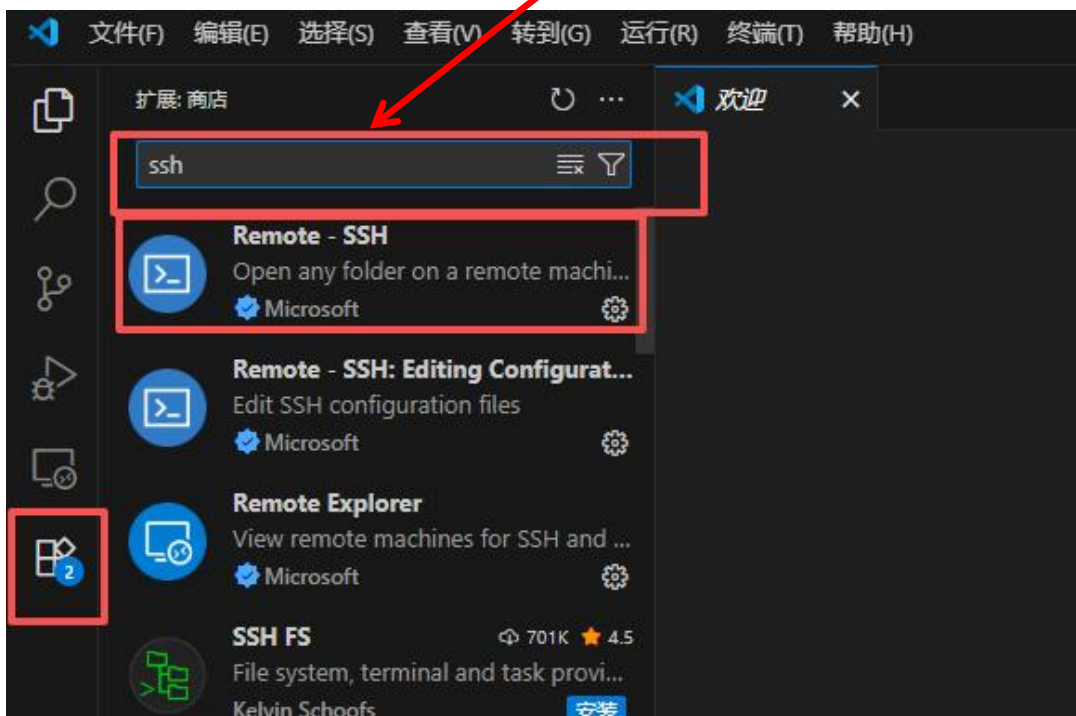 文件(F) 编辑(E) 选择(S) 查看(V) 转到(G) 运行(R) 终端(T) 帮助(H)
扩展: 商店
欢迎
ssh
Remote - SSH
Open any folder on a remote machi...
Microsoft
Remote - SSH: Editing Configurat...
Edit SSH configuration files
Microsoft
Remote Explorer
View remote machines for SSH and ...
Microsoft
2
SSH FS 701K 4.5
File system, terminal and task provi...
Kelvin Schoofs 安装